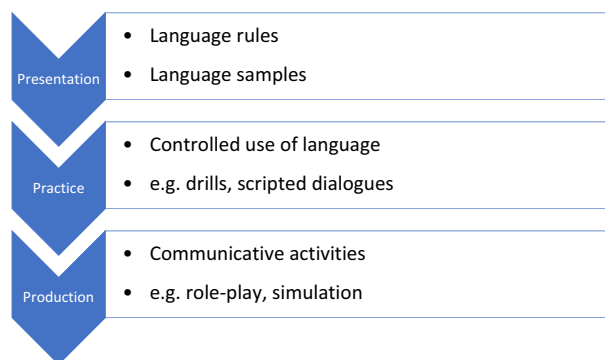 Presentation
• Language rules
• Language samples
Practice
• Controlled use of language
• e.g. drills, scripted dialogues
Production
• Communicative activities
• e.g. role-play, simulation